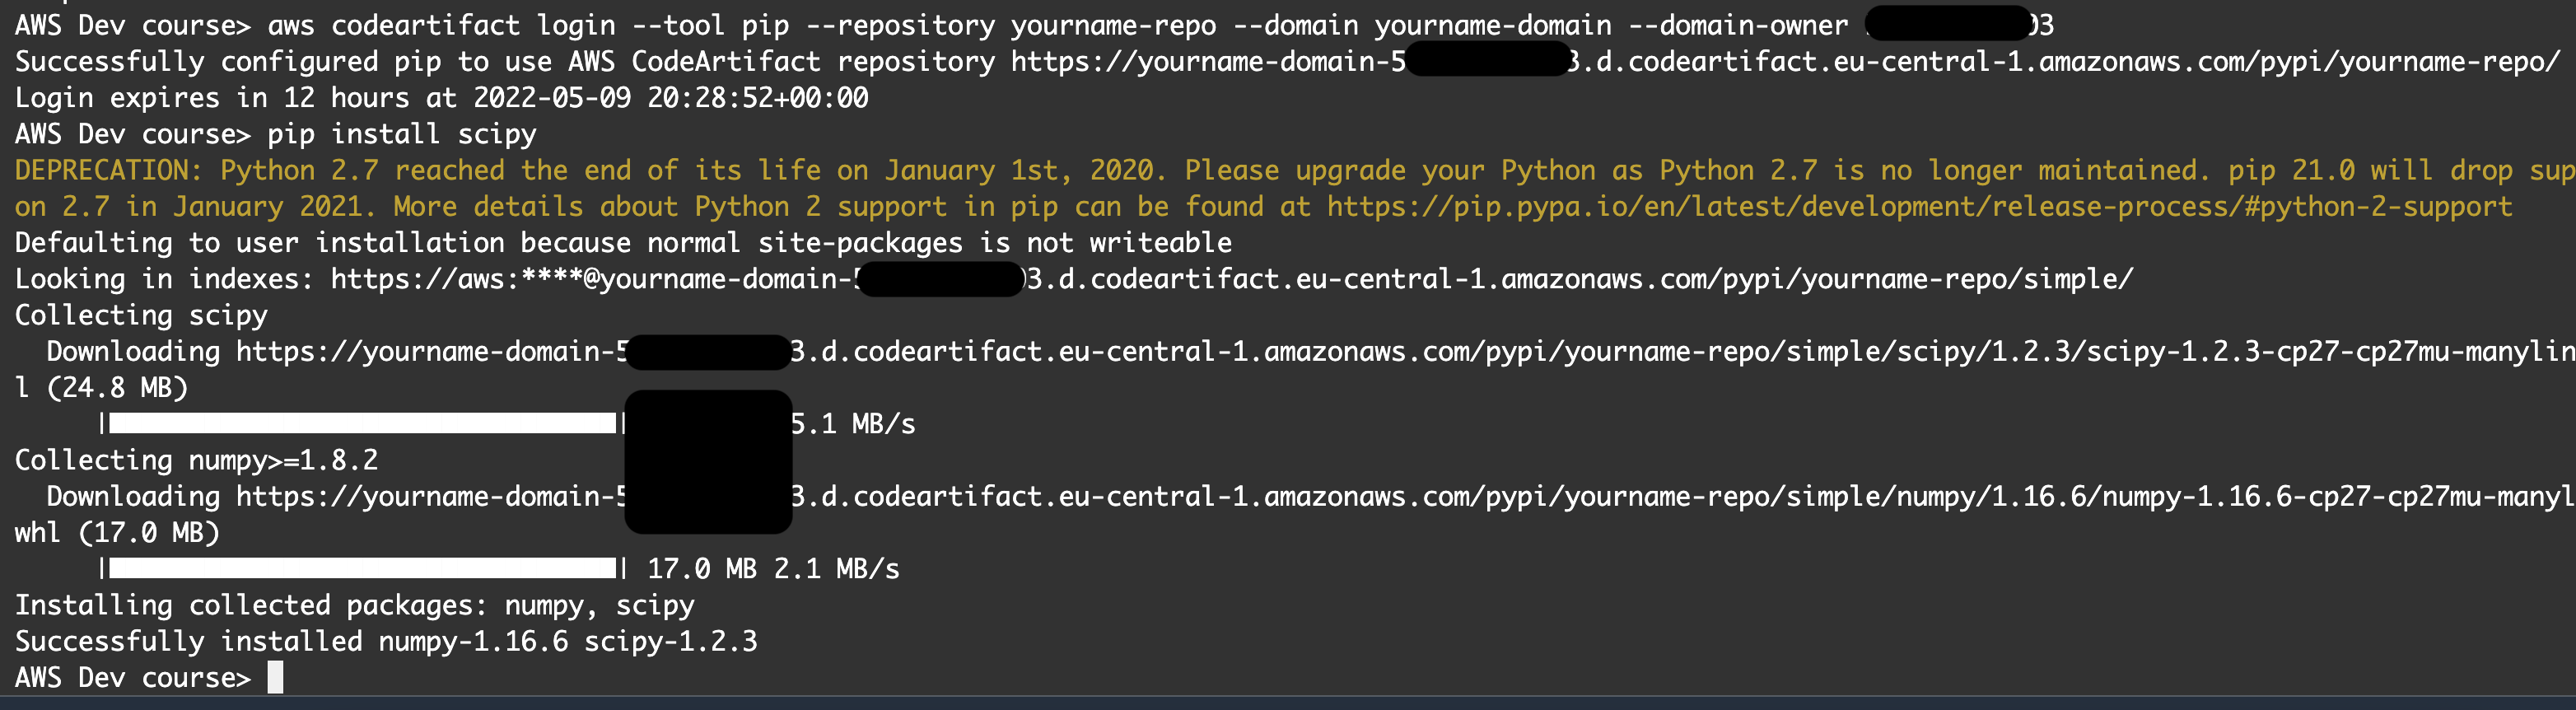 AWS Dev course> aws codeartifact login --tool pip --repository yourname-repo --domain yourname-domain --domain-owner 03
Successfully configured pip to use AWS CodeArtifact repository https://yourname-domain-5 3.d.codeartifact.eu-central-1.amazonaws.com/pypi/yourname-repo/
Login expires in 12 hours at 2022-05-09 20:28:52+00:00
AWS Dev course> pip install scipy
DEPRECATION: Python 2.7 reached the end of its life on January 1st, 2020. Please upgrade your Python as Python 2.7 is no longer maintained. pip 21.0 will drop sup
on 2.7 in January 2021. More details about Python 2 support in pip can be found at https://pip.pypa.io/en/latest/development/release-process/#python-2-support
Defaulting to user installation because normal site-packages is not writeable
Looking in indexes: https://aws:****@yourname-domain-5 3.d.codeartifact.eu-central-1.amazonaws.com/pypi/yourname-repo/simple/
Collecting scipy
  Downloading https://yourname-domain-5 3.d.codeartifact.eu-central-1.amazonaws.com/pypi/yourname-repo/simple/scipy/1.2.3/scipy-1.2.3-cp27-cp27mu-manylin
l (24.8 MB)
     | | 5.1 MB/s
Collecting numpy>=1.8.2
  Downloading https://yourname-domain-5 3.d.codeartifact.eu-central-1.amazonaws.com/pypi/yourname-repo/simple/numpy/1.16.6/numpy-1.16.6-cp27-cp27mu-manyl
whl (17.0 MB)
     | | 17.0 MB 2.1 MB/s
Installing collected packages: numpy, scipy
Successfully installed numpy-1.16.6 scipy-1.2.3
AWS Dev course>